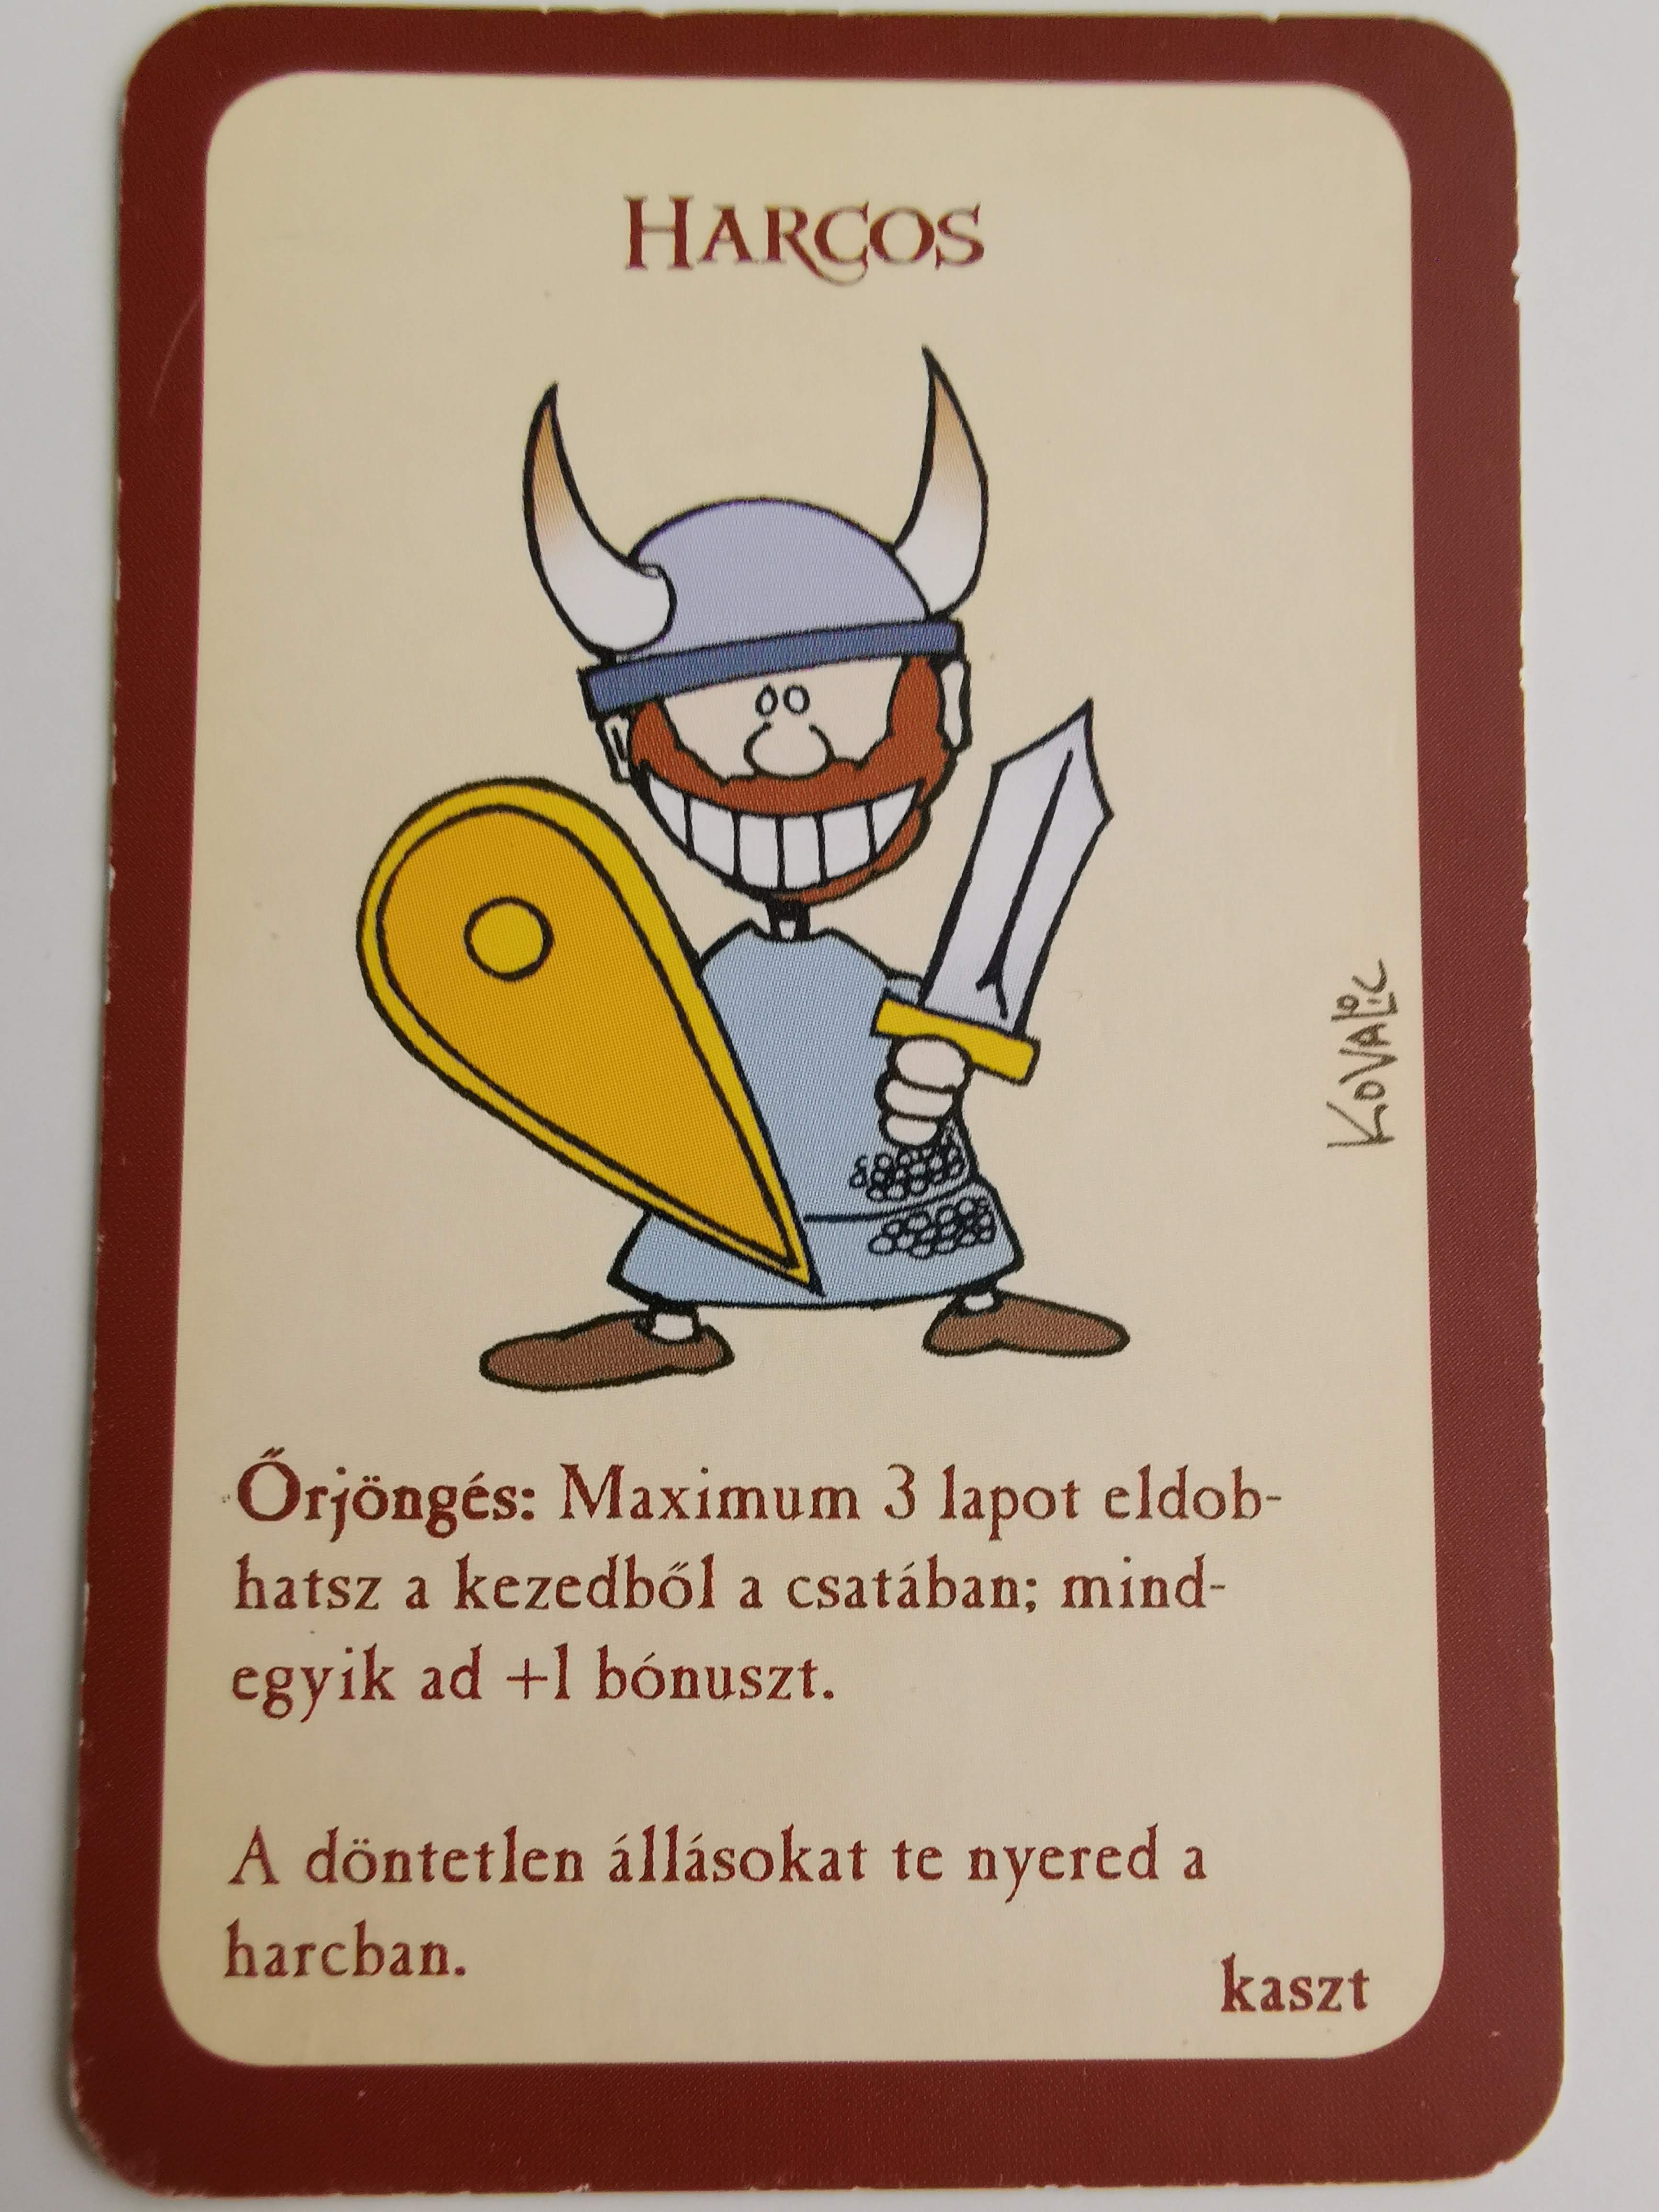 HARCOS
KOVALIC
Őrjöngés: Maximum 3 lapot eldob-
hatsz a kezedből a csatában; mind-
egyik ad +1 bónuszt.
A döntetlen állásokat te nyered a
harcban.
kaszt